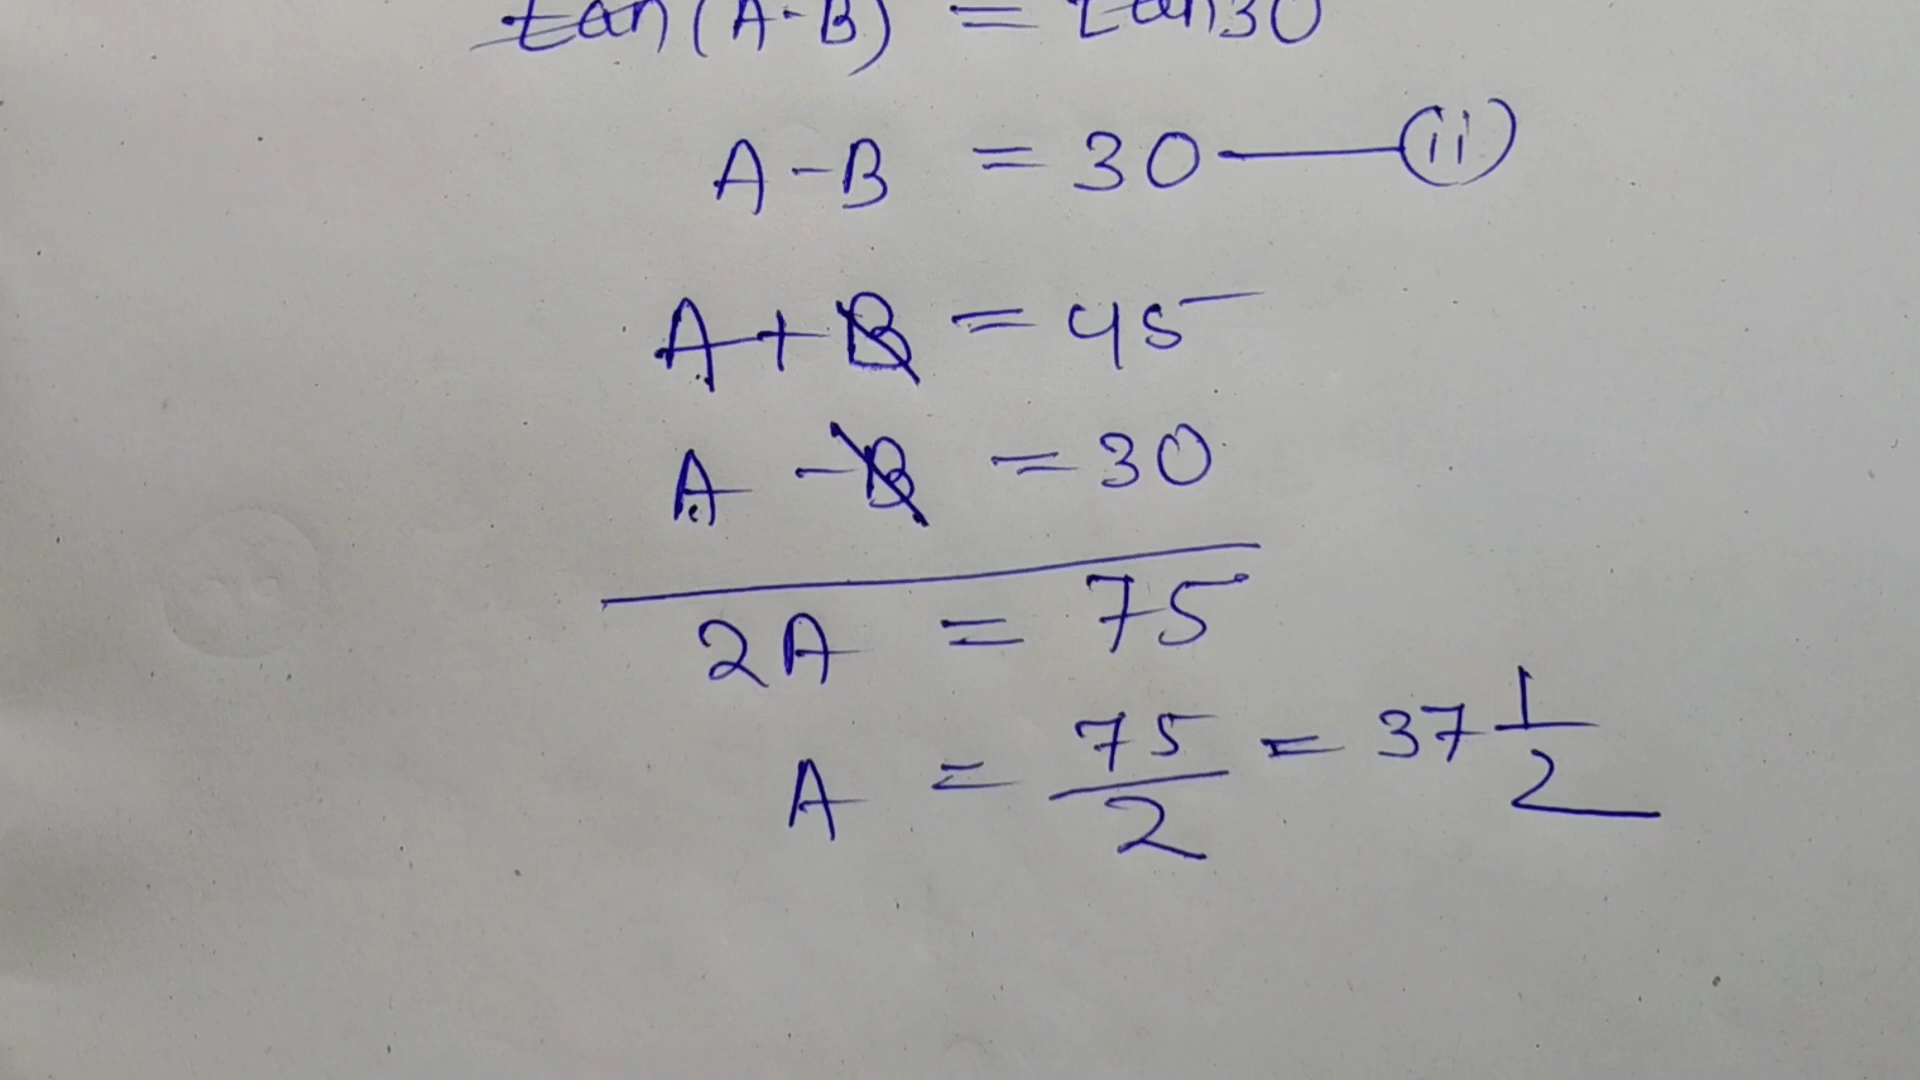 tan(A-B) = tan30
A-B = 30 —— (ii)
A+B = 45
A -B = 30
2A = 75
A = 75/2 = 37 1/2